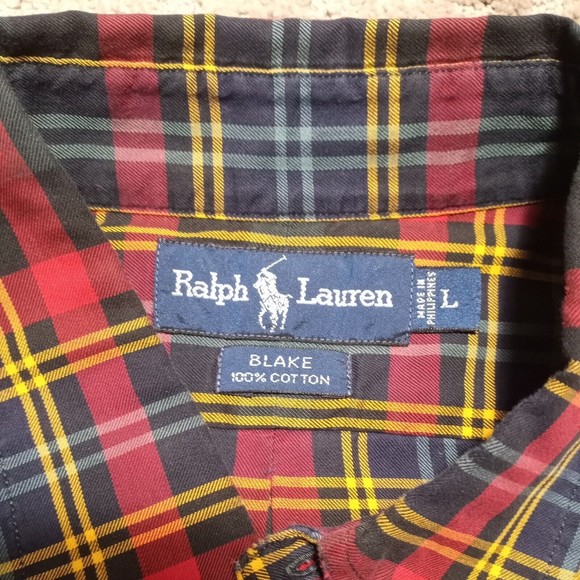 Ralph Lauren
MADE IN
PHILIPPINES
L
BLAKE
100% COTTON